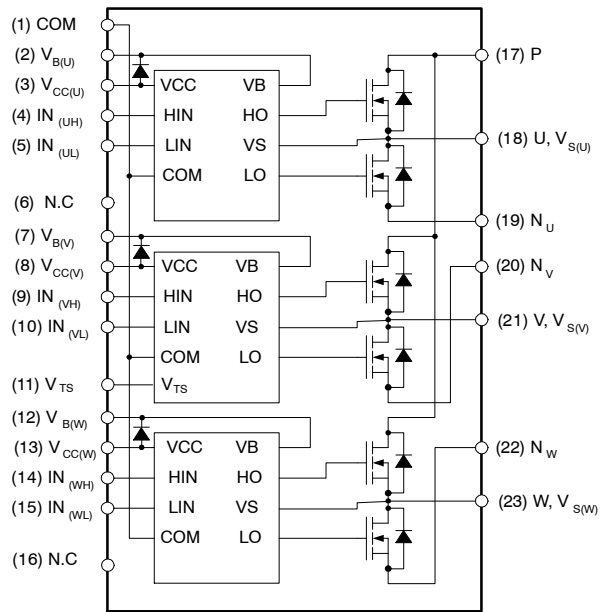 (1) COM
(2) V B(U)
(3) V CC(U)
(4) IN (UH)
(5) IN (UL)
(6) N.C
(7) V B(V)
(8) V CC(V)
(9) IN (VH)
(10) IN (VL)
(11) V TS
(12) V B(W)
(13) V CC(W)
(14) IN (WH)
(15) IN (WL)
(16) N.C
VCC VB
HIN HO
LIN VS
COM LO
VCC VB
HIN HO
LIN VS
COM LO
V TS
VCC VB
HIN HO
LIN VS
COM LO
(17) P
(18) U, V S(U)
(19) N U
(20) N V
(21) V, V S(V)
(22) N W
(23) W, V S(W)